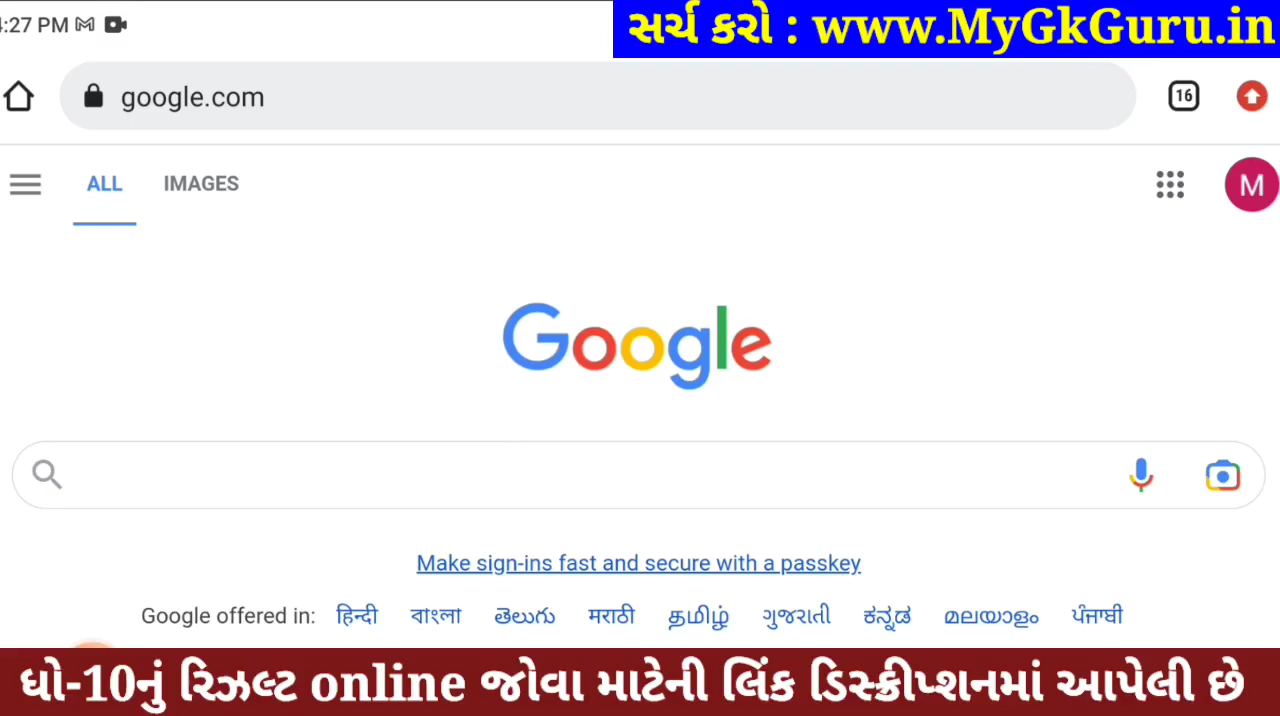 4:27 PM
સર્ચ કરો : www.MyGkGuru.in
google.com
16
ALL IMAGES
M
Google
Make sign-ins fast and secure with a passkey
Google offered in: हिन्दी বাংলা తెలుగు मराठी தமிழ் ગુજરાતી ಕನ್ನಡ മലയാളം ਪੰਜਾਬੀ
ધો-10નું રિઝલ્ટ online જોવા માટેની લિંક ડિસ્ક્રીપ્શનમાં આપેલી છે